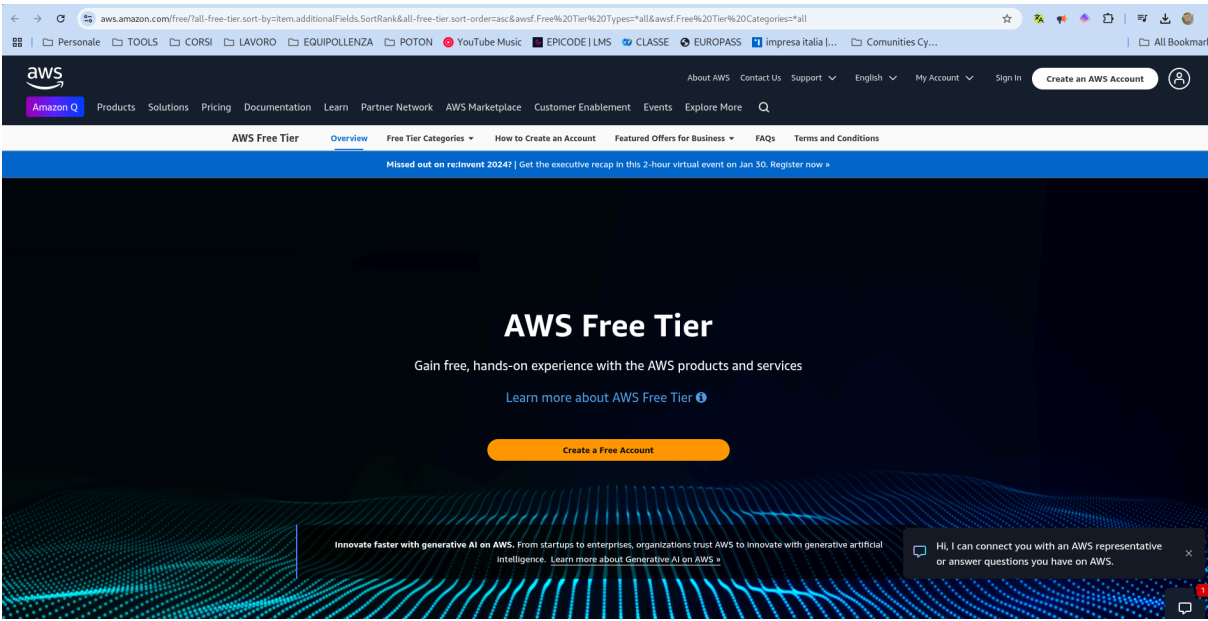 aws.amazon.com/free/?all-free-tier.sort-by=item.additionalFields.SortRank&all-free-tier.sort-order=asc&awsf.Free%20Tier%20Types=*all&awsf.Free%20Tier%20Categories=*all
Personale TOOLS CORSI LAVORO EQUIPOLLENZA POTON YouTube Music EPICODE | LMS CLASSE EUROPASS impresa italia |... Comunities Cy... All Bookmark
aws
About AWS Contact Us Support English My Account Sign In Create an AWS Account
Amazon Q Products Solutions Pricing Documentation Learn Partner Network AWS Marketplace Customer Enablement Events Explore More
AWS Free Tier Overview Free Tier Categories How to Create an Account Featured Offers for Business FAQs Terms and Conditions
Missed out on re:Invent 2024? | Get the executive recap in this 2-hour virtual event on Jan 30. Register now »
AWS Free Tier
Gain free, hands-on experience with the AWS products and services
Learn more about AWS Free Tier
Create a Free Account
Innovate faster with generative AI on AWS. From startups to enterprises, organizations trust AWS to innovate with generative artificial
intelligence. Learn more about Generative AI on AWS »
Hi, I can connect you with an AWS representative
or answer questions you have on AWS.
1